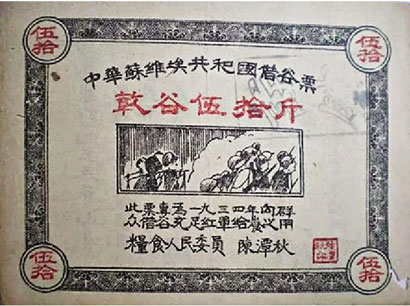 伍拾 伍拾
中華蘇維埃共和國借谷票
乾谷伍拾斤
此票專為一九三四年向群
众借谷充足紅軍给養之用
糧食人民委員 陳潭秋
伍拾 伍拾